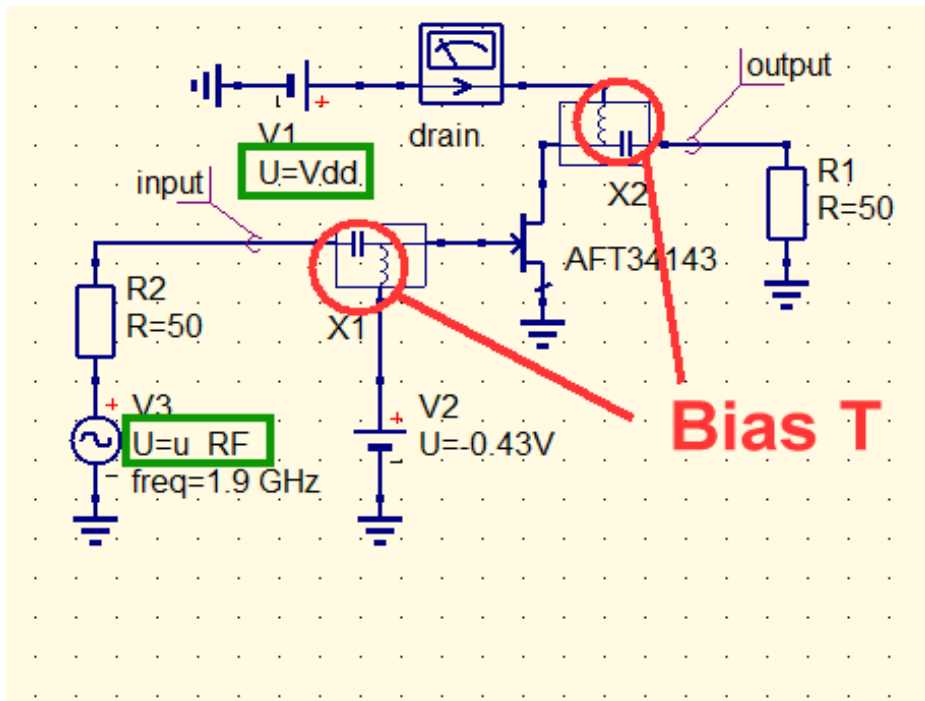 output
drain
V1
U=Vdd
input
R1
R=50
X2
AFT34143
R2
R=50
X1
Bias T
V3
U=u_RF
freq=1.9 GHz
V2
U=-0.43V